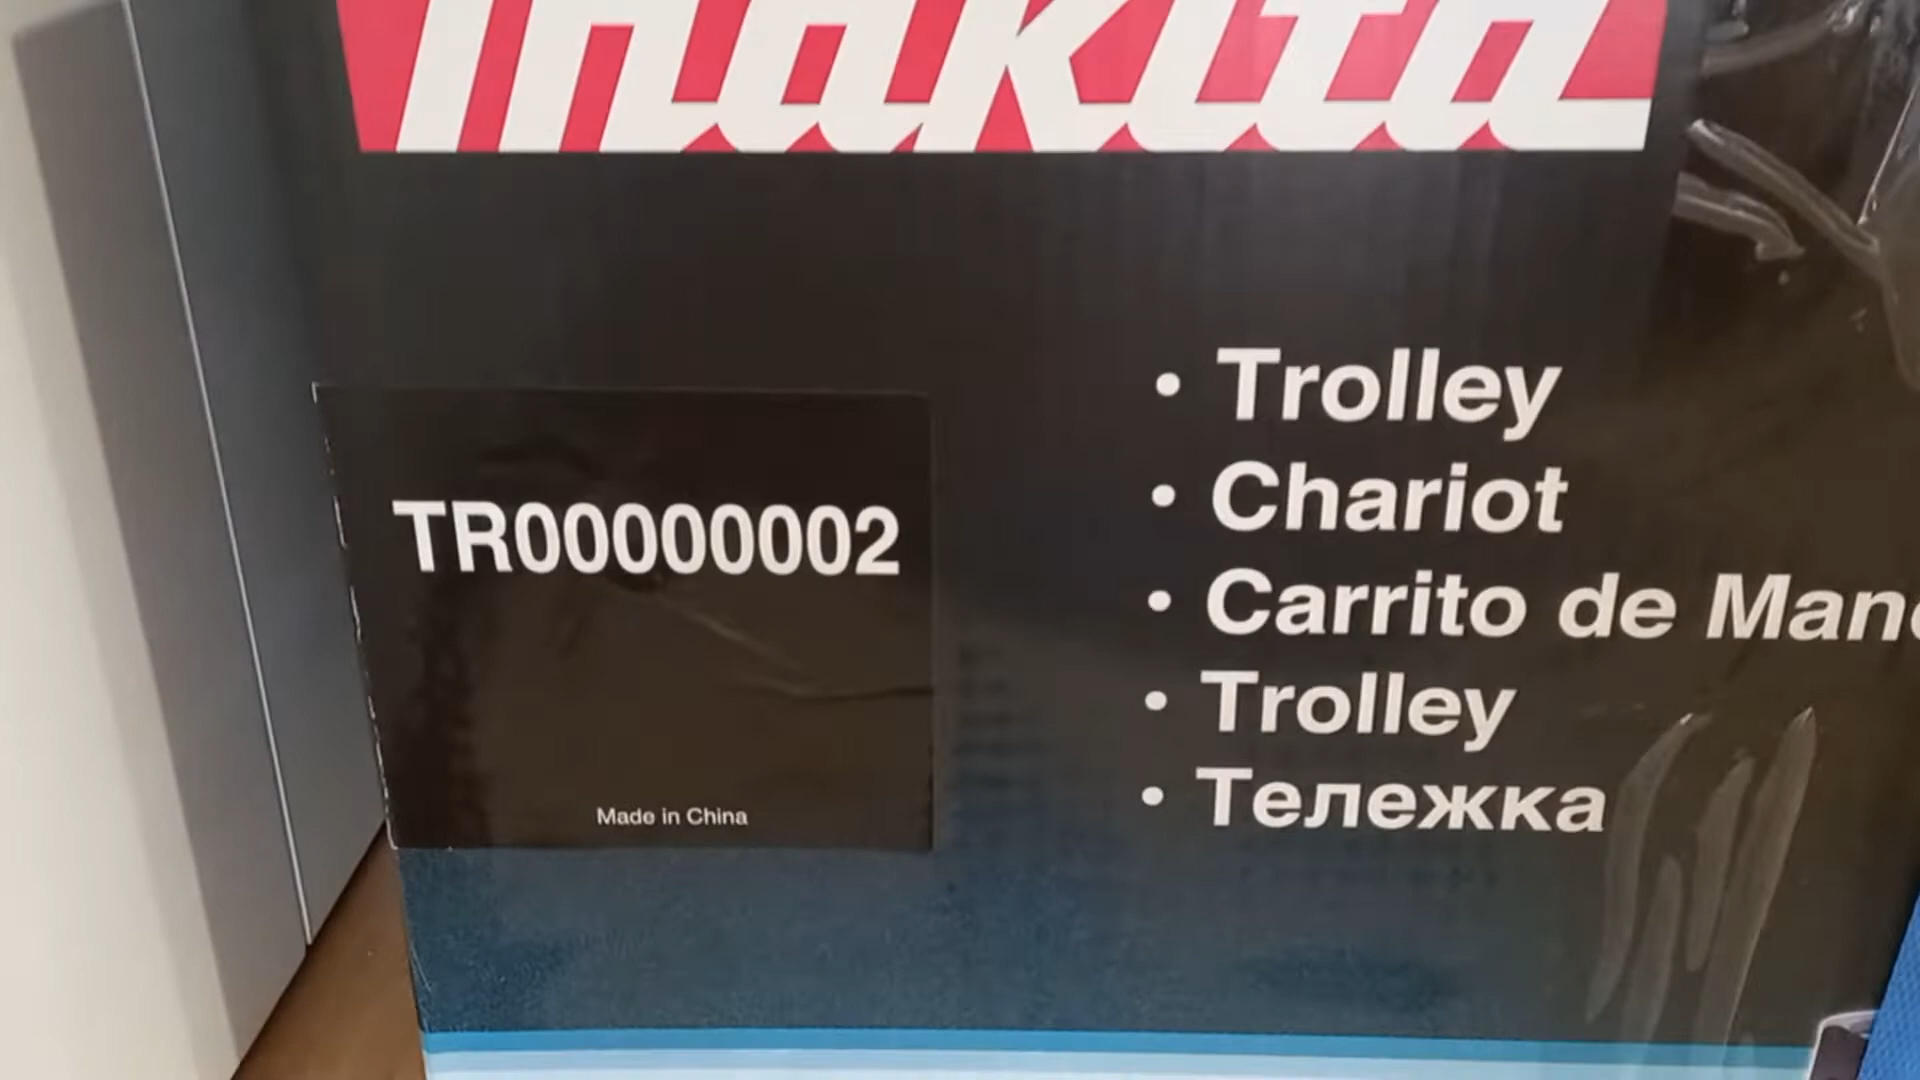 makita
TR00000002
Made in China
• Trolley
• Chariot
• Carrito de
• Trolley
• Тележка